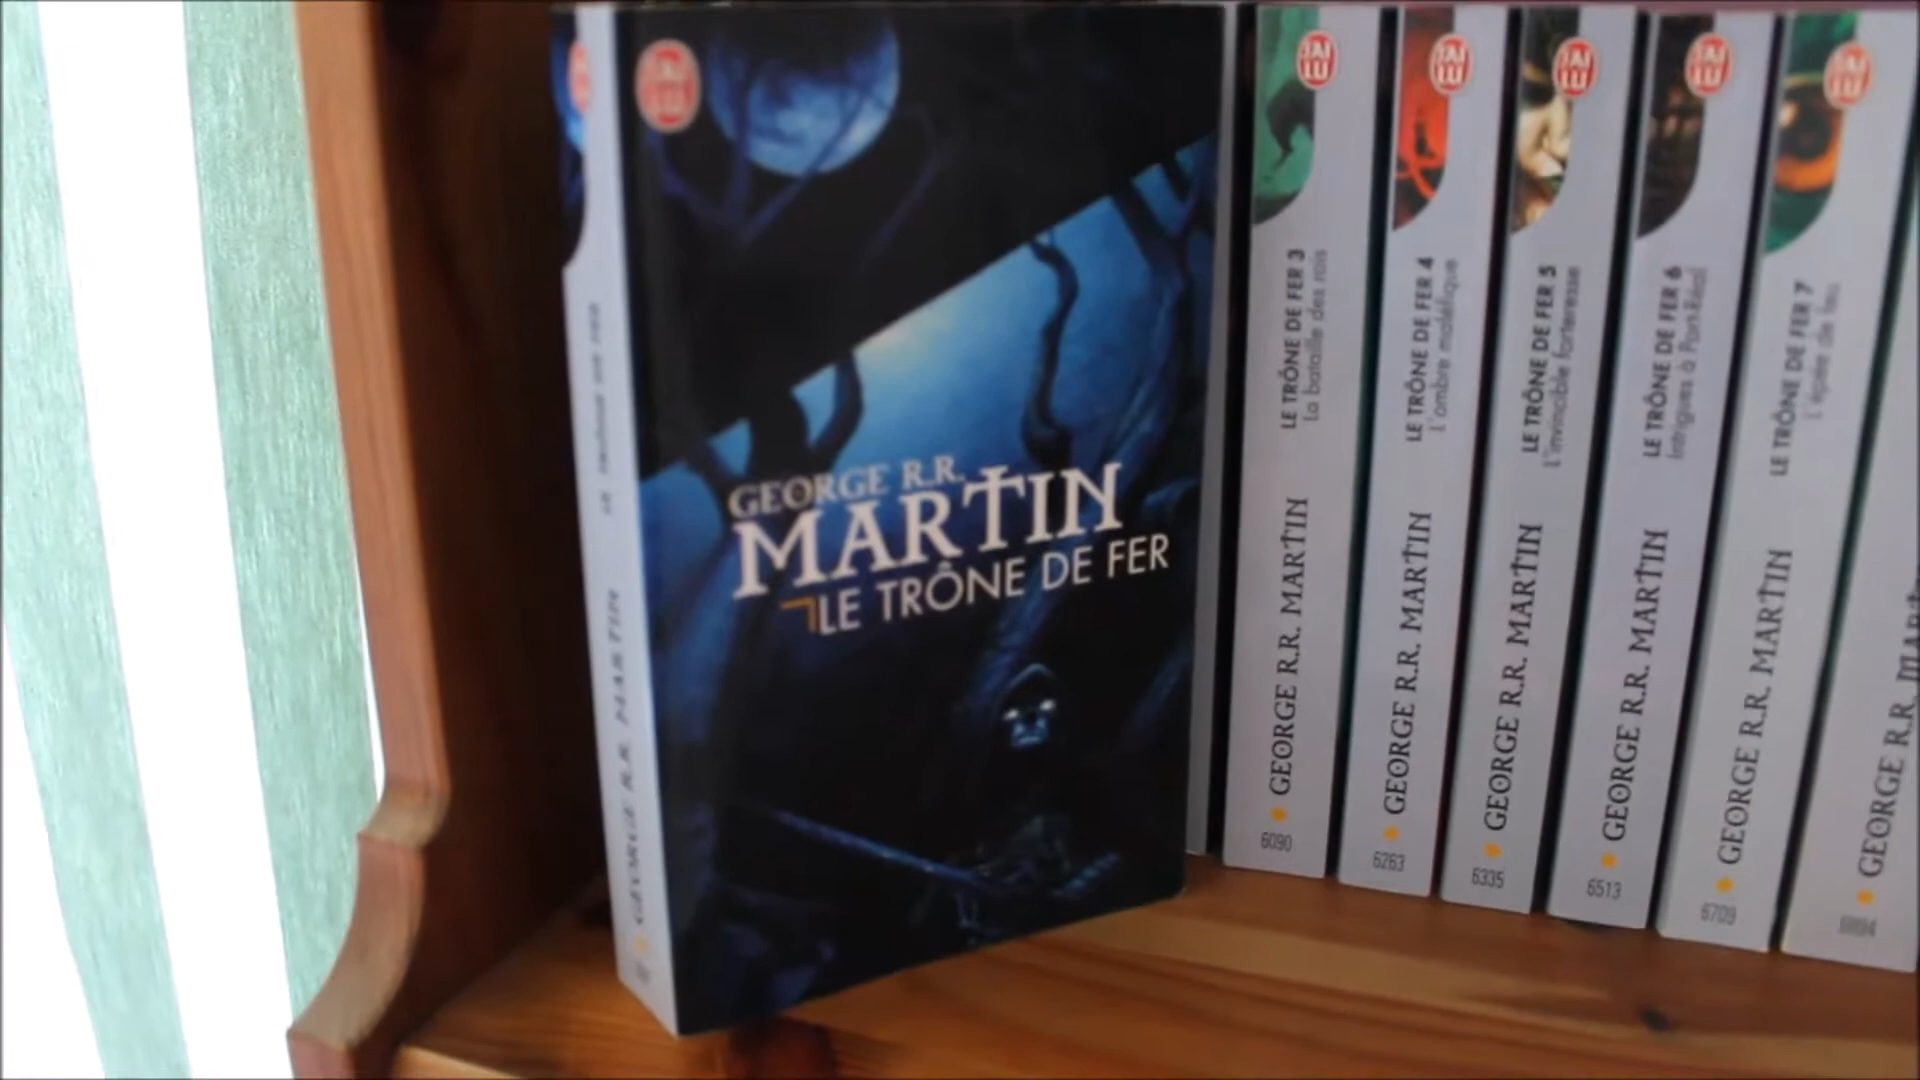 J'AI
LU
GEORGE R.R.
MARTIN
LE TRÔNE DE FER
GEORGE R.R. MARTIN
J'AI
LU
LE TRÔNE DE FER 3
La bataille des rois
GEORGE R.R. MARTIN
6090
J'AI
LU
LE TRÔNE DE FER 4
L'ombre maléfique
GEORGE R.R. MARTIN
6263
J'AI
LU
LE TRÔNE DE FER 5
L'invincible forteresse
GEORGE R.R. MARTIN
6335
J'AI
LU
LE TRÔNE DE FER 6
Intrigues à Port-Réal
GEORGE R.R. MARTIN
6513
J'AI
LU
LE TRÔNE DE FER 7
L'épée de feu
GEORGE R.R. MARTIN
6709
GEORGE R.R. MART